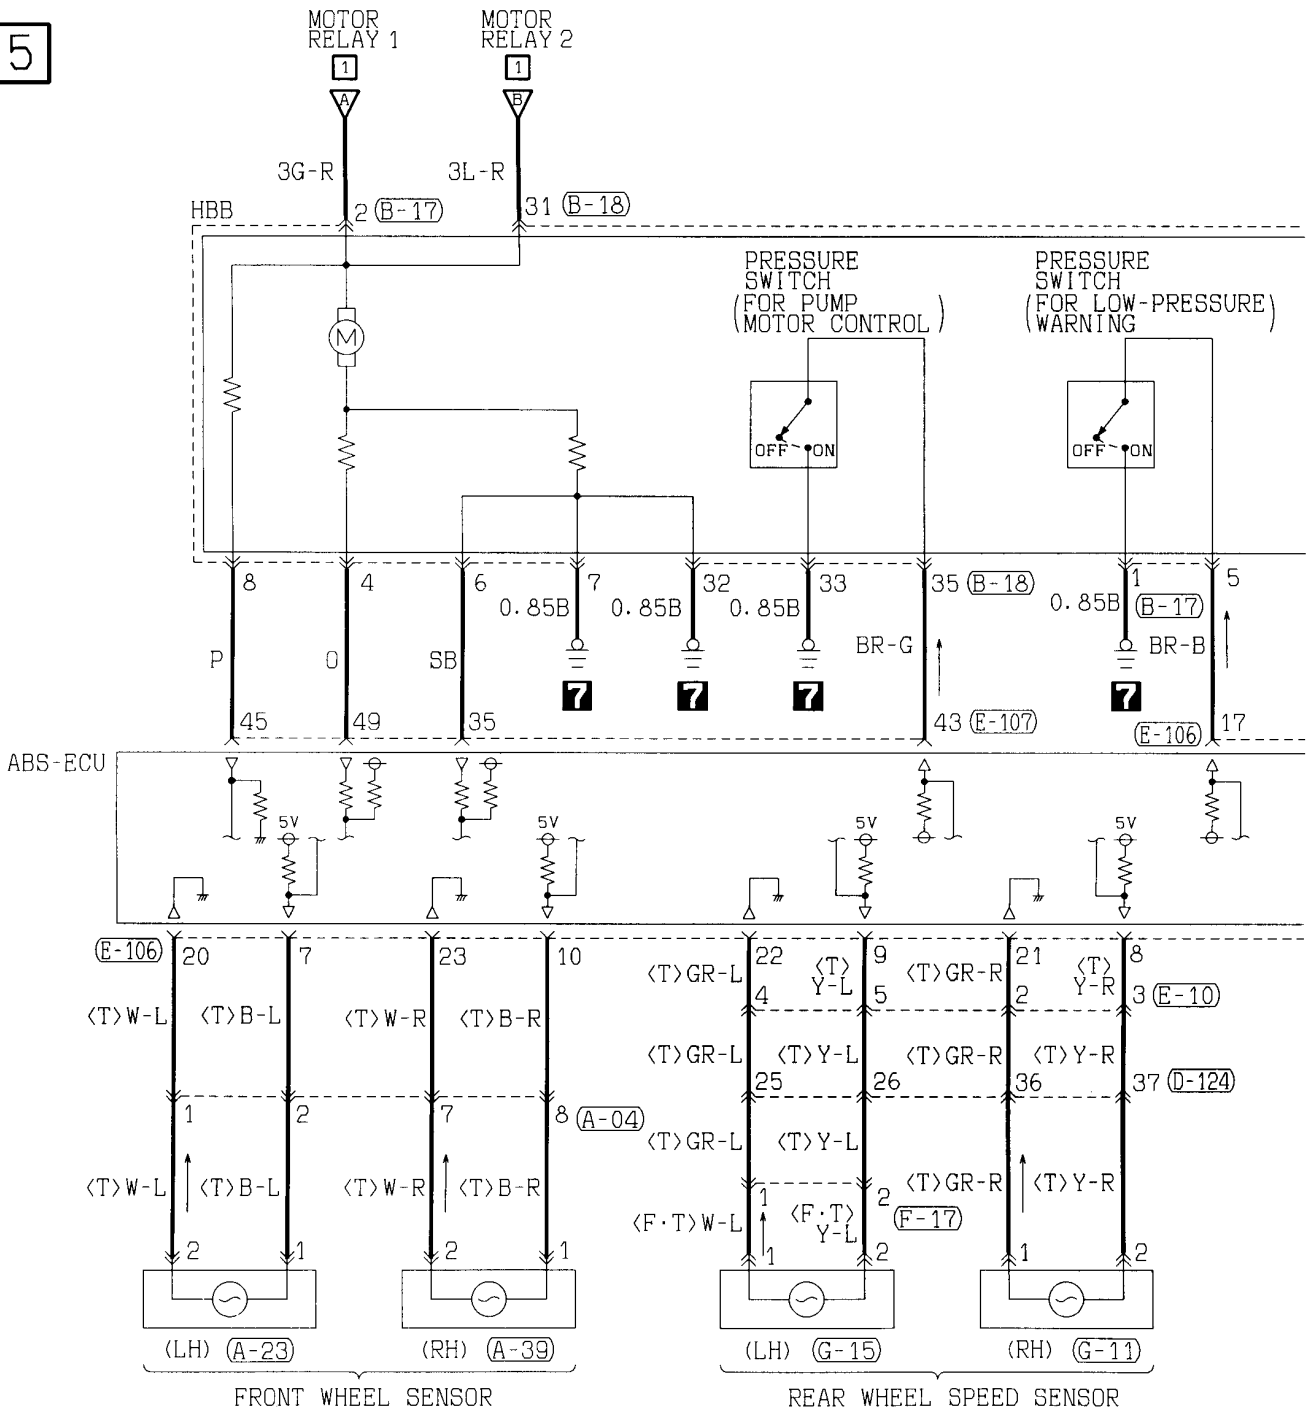 5
MOTOR
RELAY 1
MOTOR
RELAY 2
1
1
A
B
3G-R
3L-R
HBB
2 (B-17)
31 (B-18)
PRESSURE
SWITCH
(FOR PUMP
MOTOR CONTROL)
PRESSURE
SWITCH
(FOR LOW-PRESSURE)
WARNING
M
OFF ON
OFF ON
8
4
6
7
32
33
35 (B-18)
1
5
0.85B
0.85B
0.85B
0.85B
(B-17)
P
O
SB
BR-G
BR-B
7
7
7
7
45
49
35
43 (E-107)
(E-106)
17
ABS-ECU
5V
5V
5V
5V
(E-106)
20
7
23
10
22
9
21
8
<T>GR-L
<T>
Y-L
<T>GR-R
<T>
Y-R
4
5
2
3 (E-10)
<T>W-L
<T>B-L
<T>W-R
<T>B-R
<T>GR-L
<T>Y-L
<T>GR-R
<T>Y-R
25
26
36
37 (D-124)
1
2
7
8 (A-04)
<T>GR-L
<T>Y-L
<T>W-L
<T>B-L
<T>W-R
<T>B-R
<T>GR-R
<T>Y-R
1
2
(F-17)
<F·T>W-L
<F·T>
Y-L
2
1
2
1
1
2
1
2
(LH) (A-23)
(RH) (A-39)
(LH) (G-15)
(RH) (G-11)
FRONT WHEEL SENSOR
REAR WHEEL SPEED SENSOR